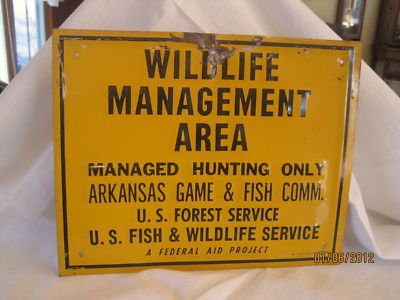 WILDLIFE
MANAGEMENT
AREA
MANAGED HUNTING ONLY
ARKANSAS GAME & FISH COMM.
U. S. FOREST SERVICE
U. S. FISH & WILDLIFE SERVICE
A FEDERAL AID PROJECT
01/06/2012